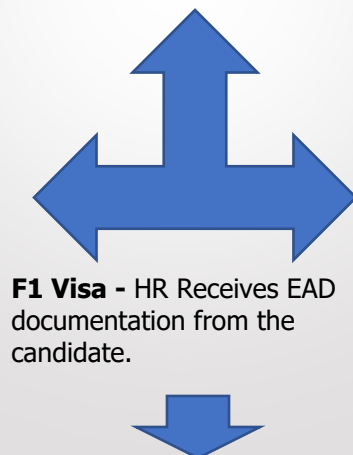 F1 Visa - HR Receives EAD
documentation from the
candidate.